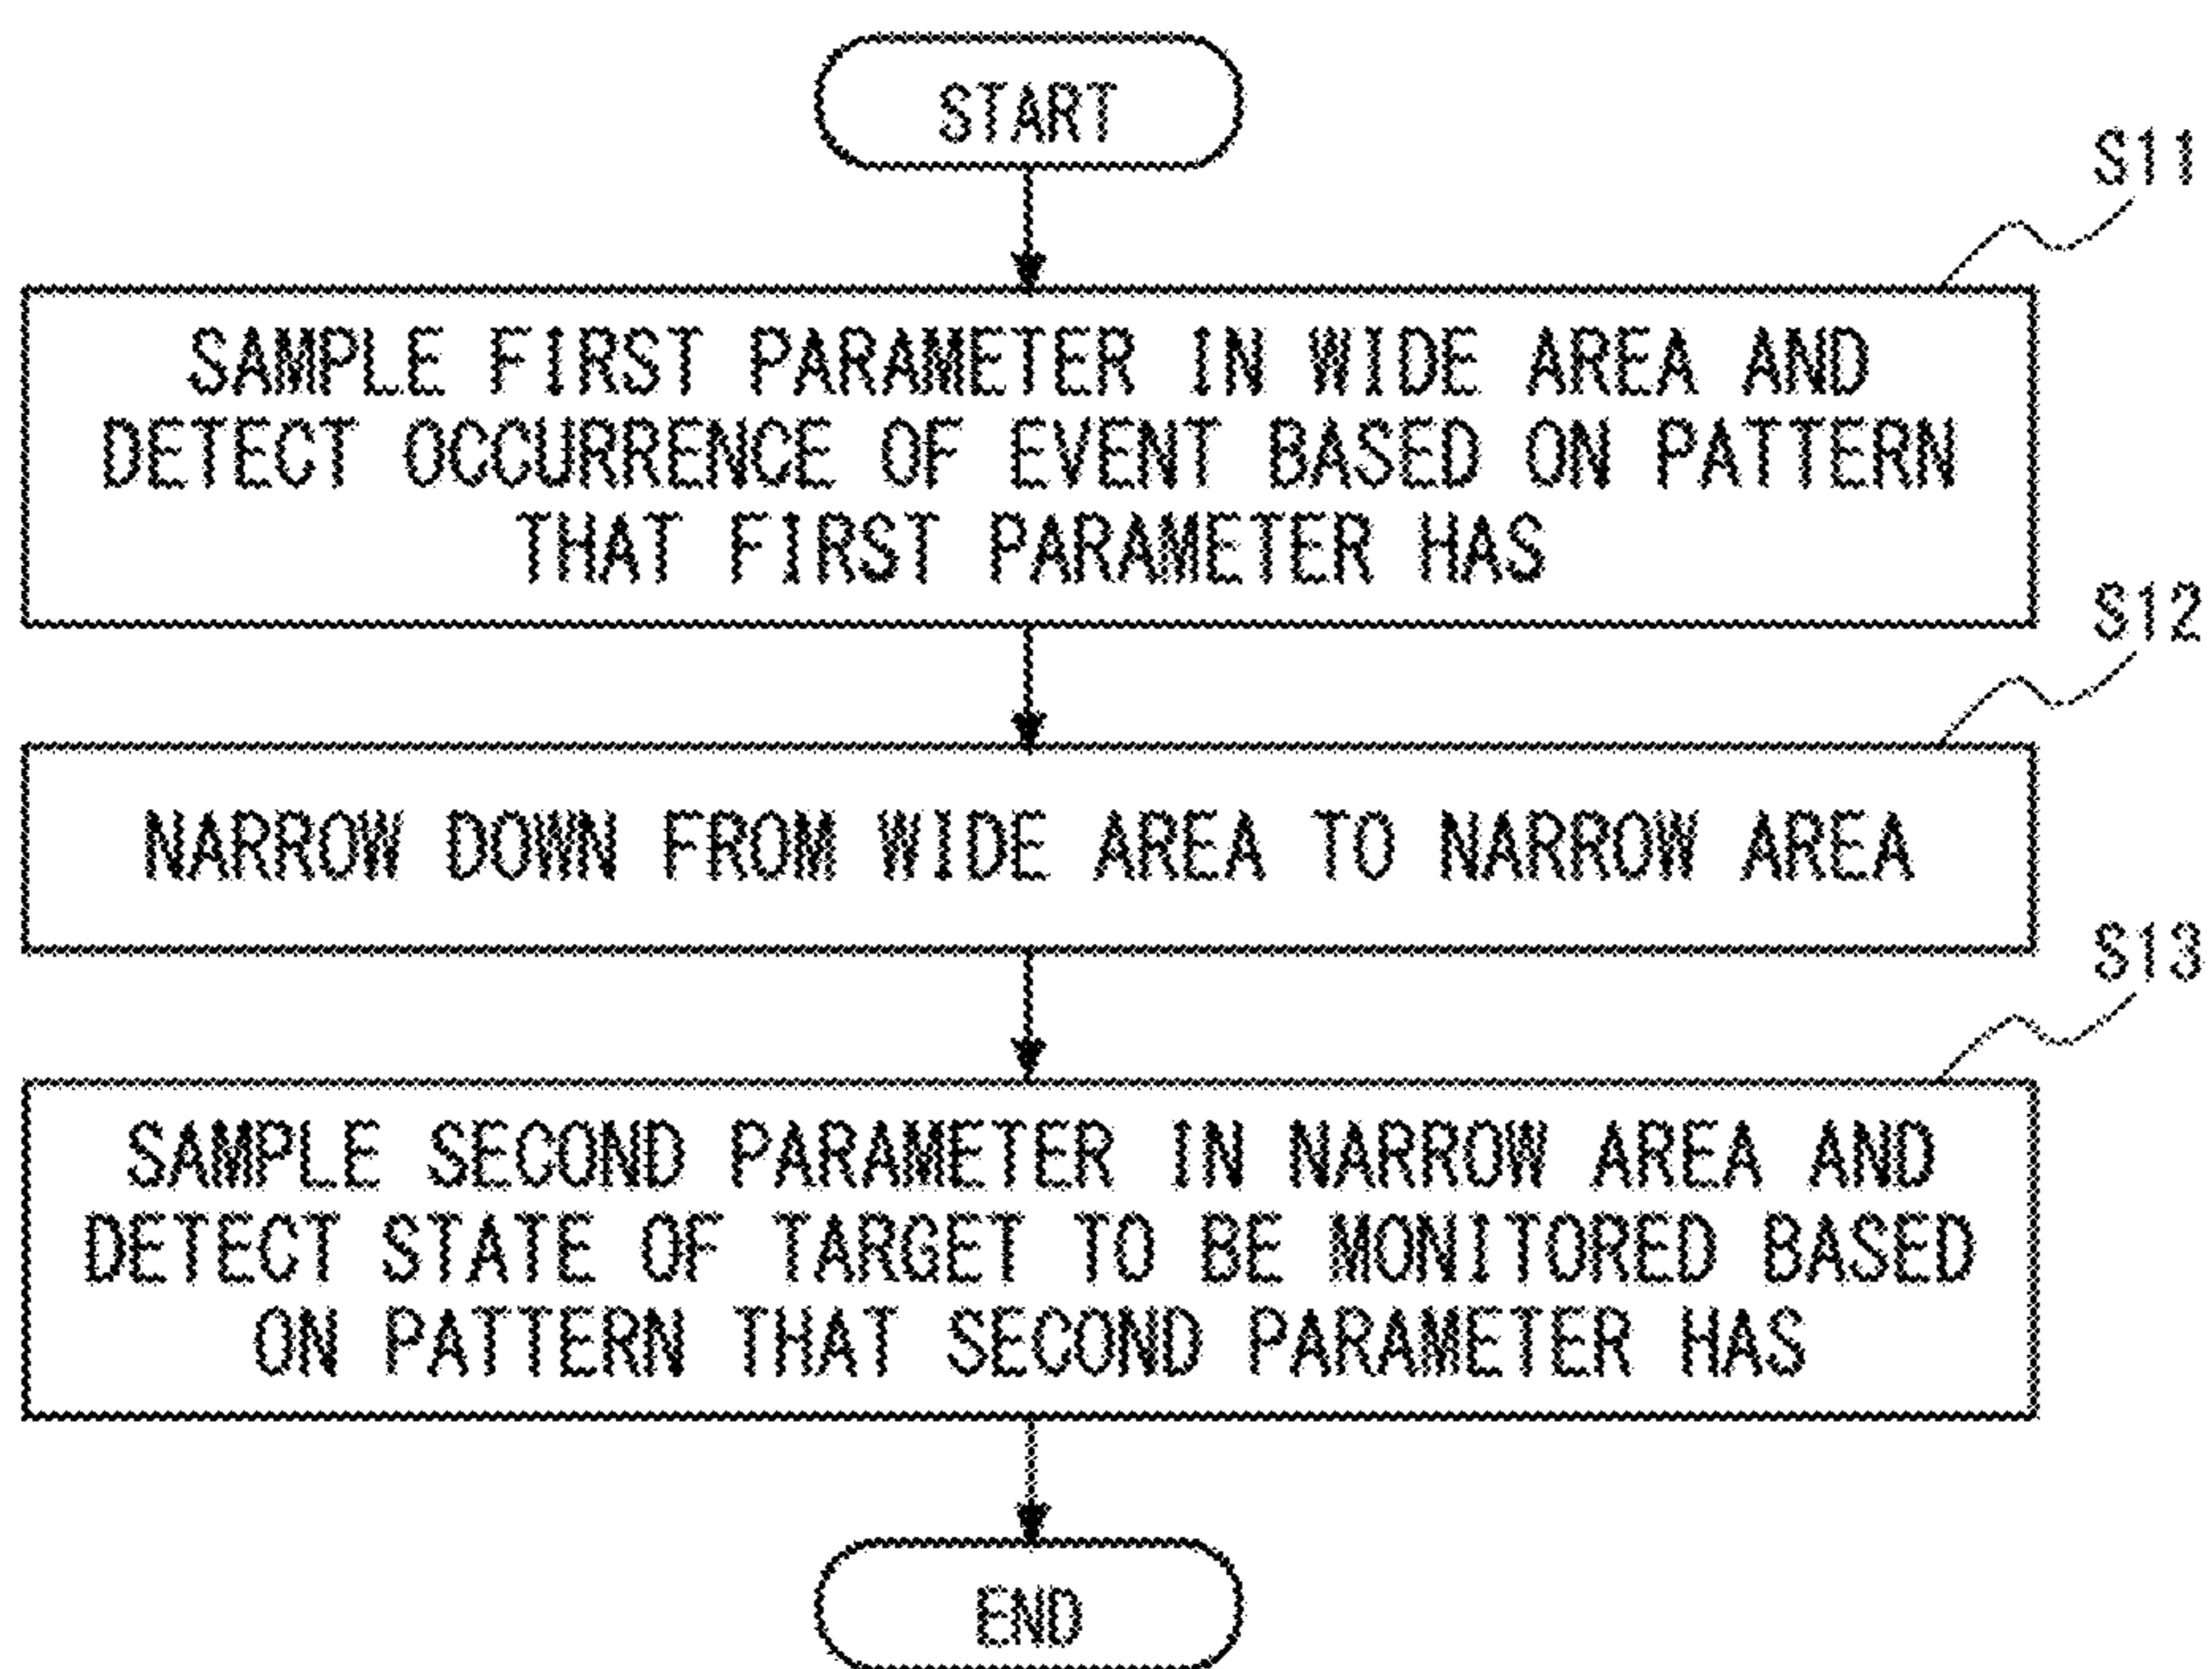 START
S11
SAMPLE FIRST PARAMETER IN WIDE AREA AND
DETECT OCCURRENCE OF EVENT BASED ON PATTERN
THAT FIRST PARAMETER HAS
S12
NARROW DOWN FROM WIDE AREA TO NARROW AREA
S13
SAMPLE SECOND PARAMETER IN NARROW AREA AND
DETECT STATE OF TARGET TO BE MONITORED BASED
ON PATTERN THAT SECOND PARAMETER HAS
END